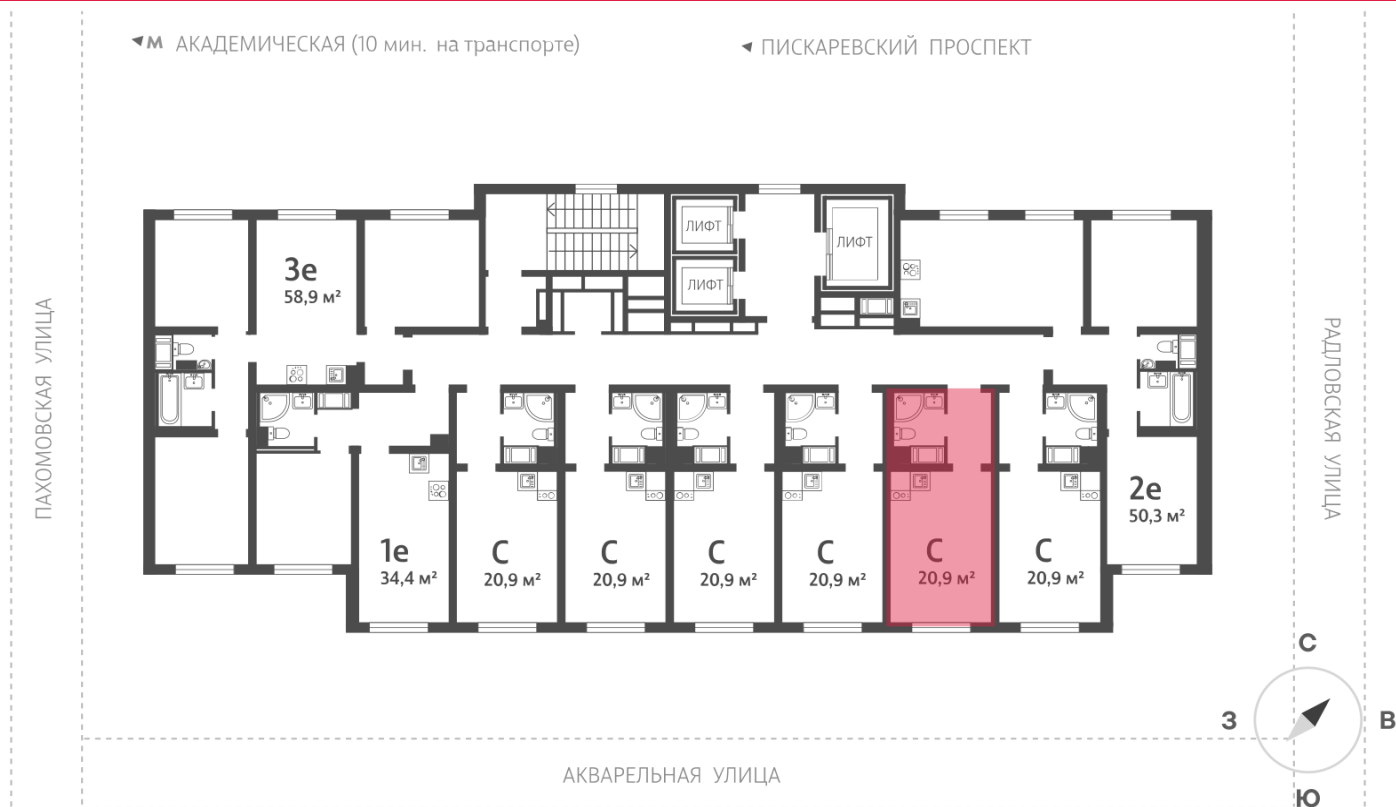 М АКАДЕМИЧЕСКАЯ (10 мин. на транспорте)
ПИСКАРЕВСКИЙ ПРОСПЕКТ
ПАХОМОВСКАЯ УЛИЦА
РАДЛОВСКАЯ УЛИЦА
ЛИФТ
ЛИФТ
ЛИФТ
3е
58,9 м²
2е
50,3 м²
1е
34,4 м²
С
20,9 м²
С
20,9 м²
С
20,9 м²
С
20,9 м²
С
20,9 м²
С
20,9 м²
С
З
В
Ю
АКВАРЕЛЬНАЯ УЛИЦА